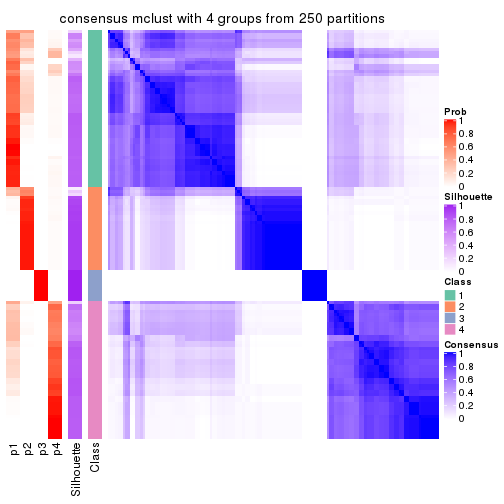 consensus mclust with 4 groups from 250 partitions
Prob
1
0.8
0.6
0.4
0.2
0
Silhouette
1
0.8
0.6
0.4
0.2
0
Class
1
2
3
4
Consensus
1
0.8
0.6
0.4
0.2
0
p1
p2
p3
p4
Silhouette
Class